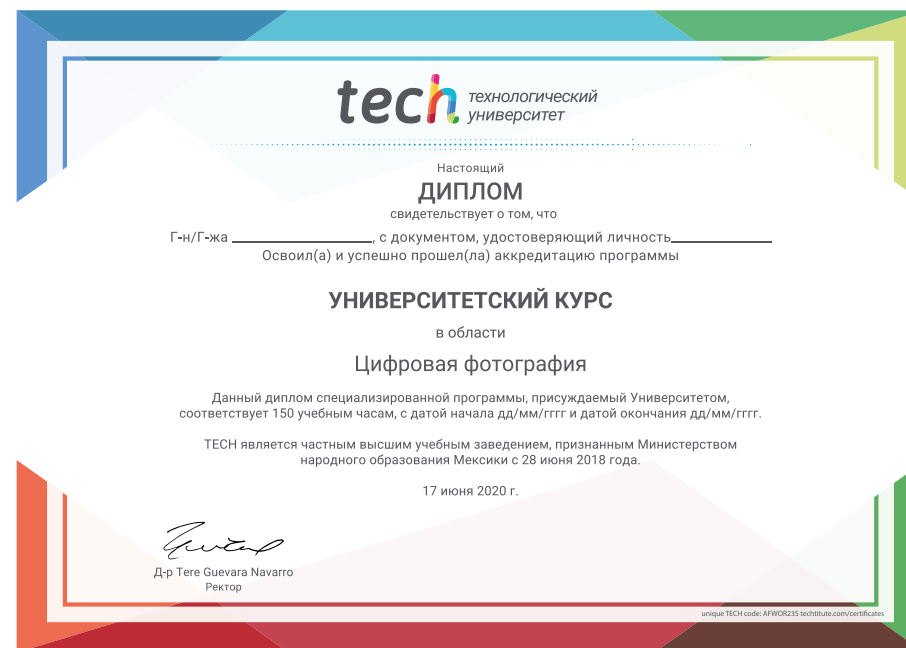 tech технологический
университет
Настоящий
ДИПЛОМ
свидетельствует о том, что
Г-н/Г-жа ____________, с документом, удостоверяющий личность____________
Освоил(а) и успешно прошел(ла) аккредитацию программы
УНИВЕРСИТЕТСКИЙ КУРС
в области
Цифровая фотография
Данный диплом специализированной программы, присуждаемый Университетом,
соответствует 150 учебным часам, с датой начала дд/мм/гггг и датой окончания дд/мм/гггг.
TECH является частным высшим учебным заведением, признанным Министерством
народного образования Мексики с 28 июня 2018 года.
17 июня 2020 г.
Д-р Tere Guevara Navarro
Ректор
unique TECH code: AFWOR23S techtitute.com/certificates